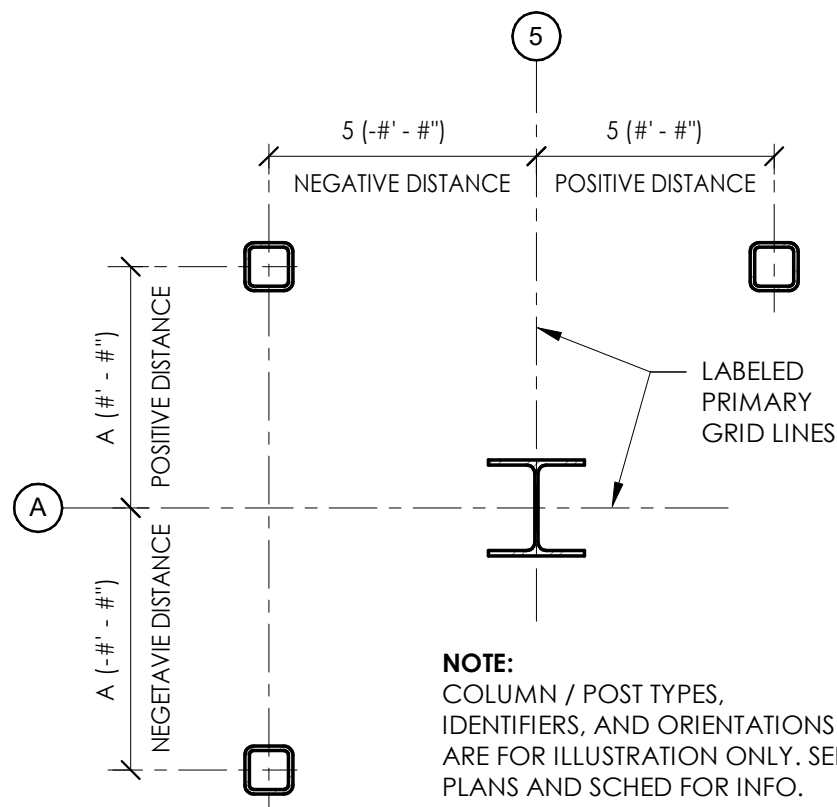 5
5 (-#' - #")
5 (#' - #")
NEGATIVE DISTANCE
POSITIVE DISTANCE
A (#' - #")
POSITIVE DISTANCE
LABELED
PRIMARY
GRID LINES
A
A (-#' - #")
NEGETAVIE DISTANCE
NOTE:
COLUMN / POST TYPES,
IDENTIFIERS, AND ORIENTATIONS
ARE FOR ILLUSTRATION ONLY. SEE
PLANS AND SCHED FOR INFO.